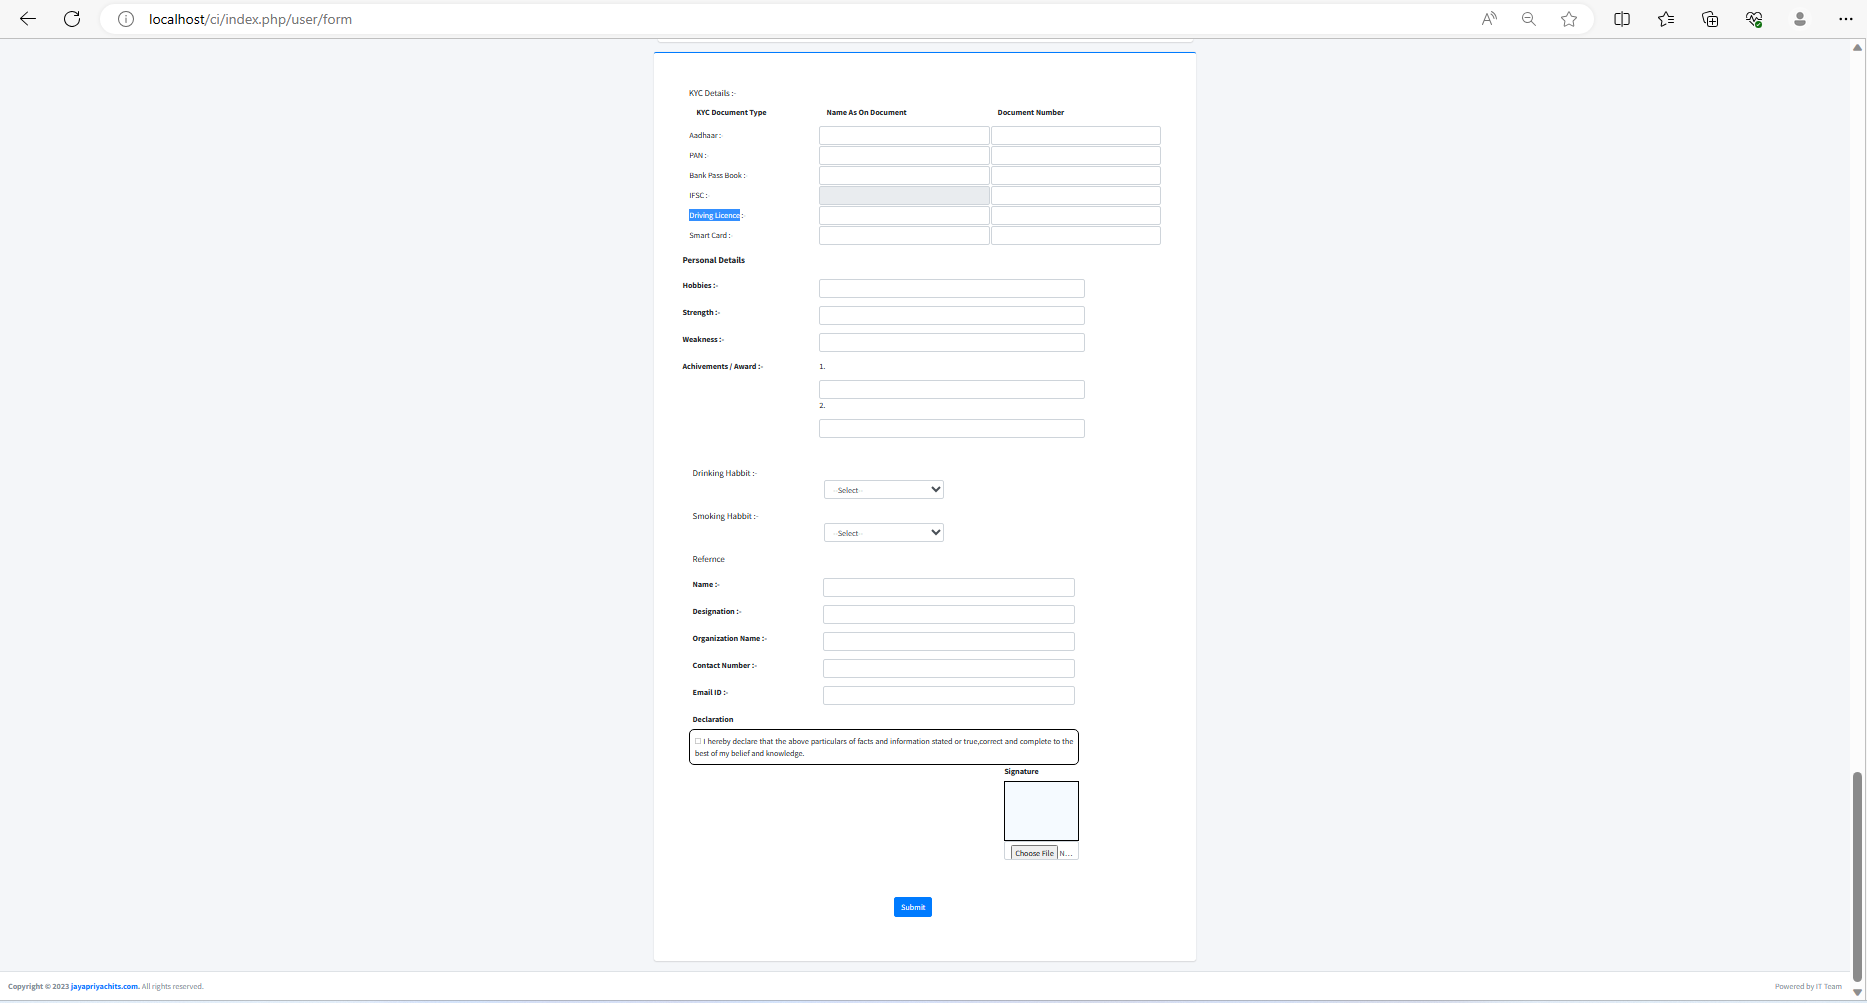 localhost/ci/index.php/user/form
KYC Details :-
KYC Document Type Name As On Document Document Number
Aadhaar :
PAN :
Bank Pass Book :-
IFSC :-
Driving Licence :-
Smart Card :-
Personal Details
Hobbies :-
Strength :-
Weakness :-
Achivements / Award :- 1.
2.
Drinking Habbit :-
--Select--
Smoking Habbit :-
--Select--
Refernce
Name :-
Designation :-
Organization Name :-
Contact Number :-
Email ID :-
Declaration
I hereby declare that the above particulars of facts and information stated or true,correct and complete to the
best of my belief and knowledge.
Signature
Choose File N...
Submit
Copyright © 2023 jayapriyachits.com. All rights reserved. Powered by IT Team